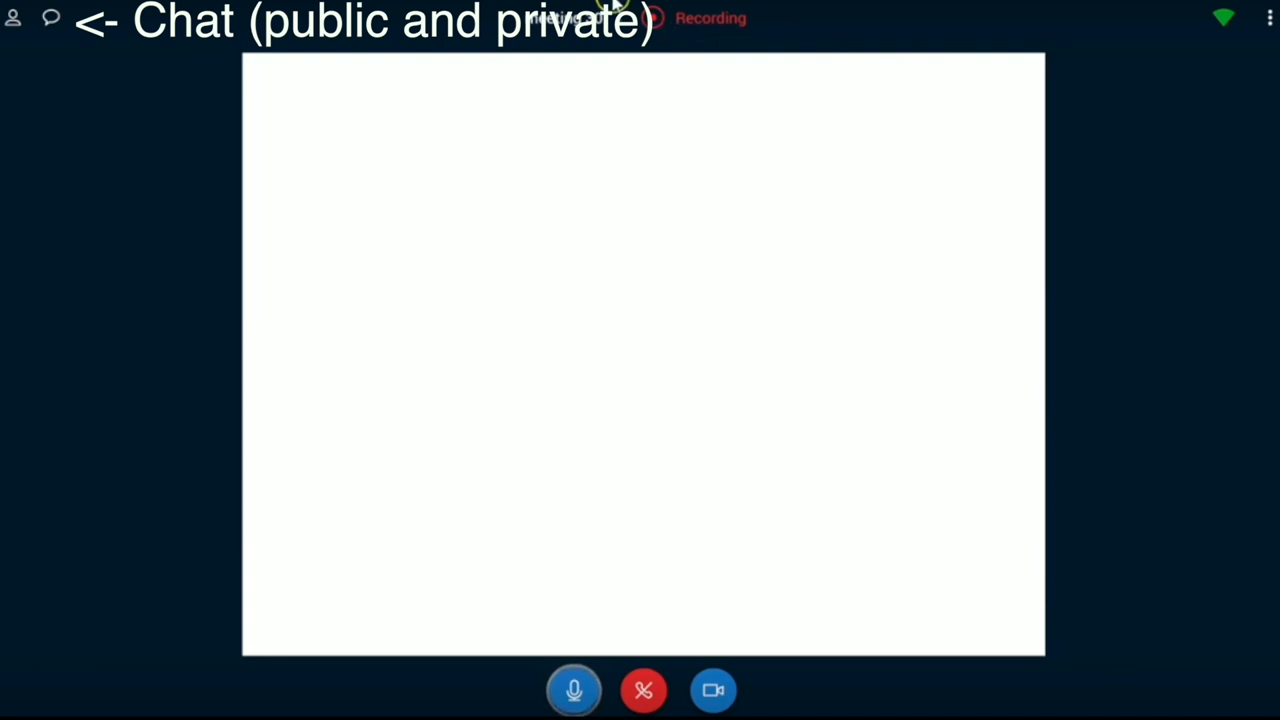 <- Chat (public and private)
Recording